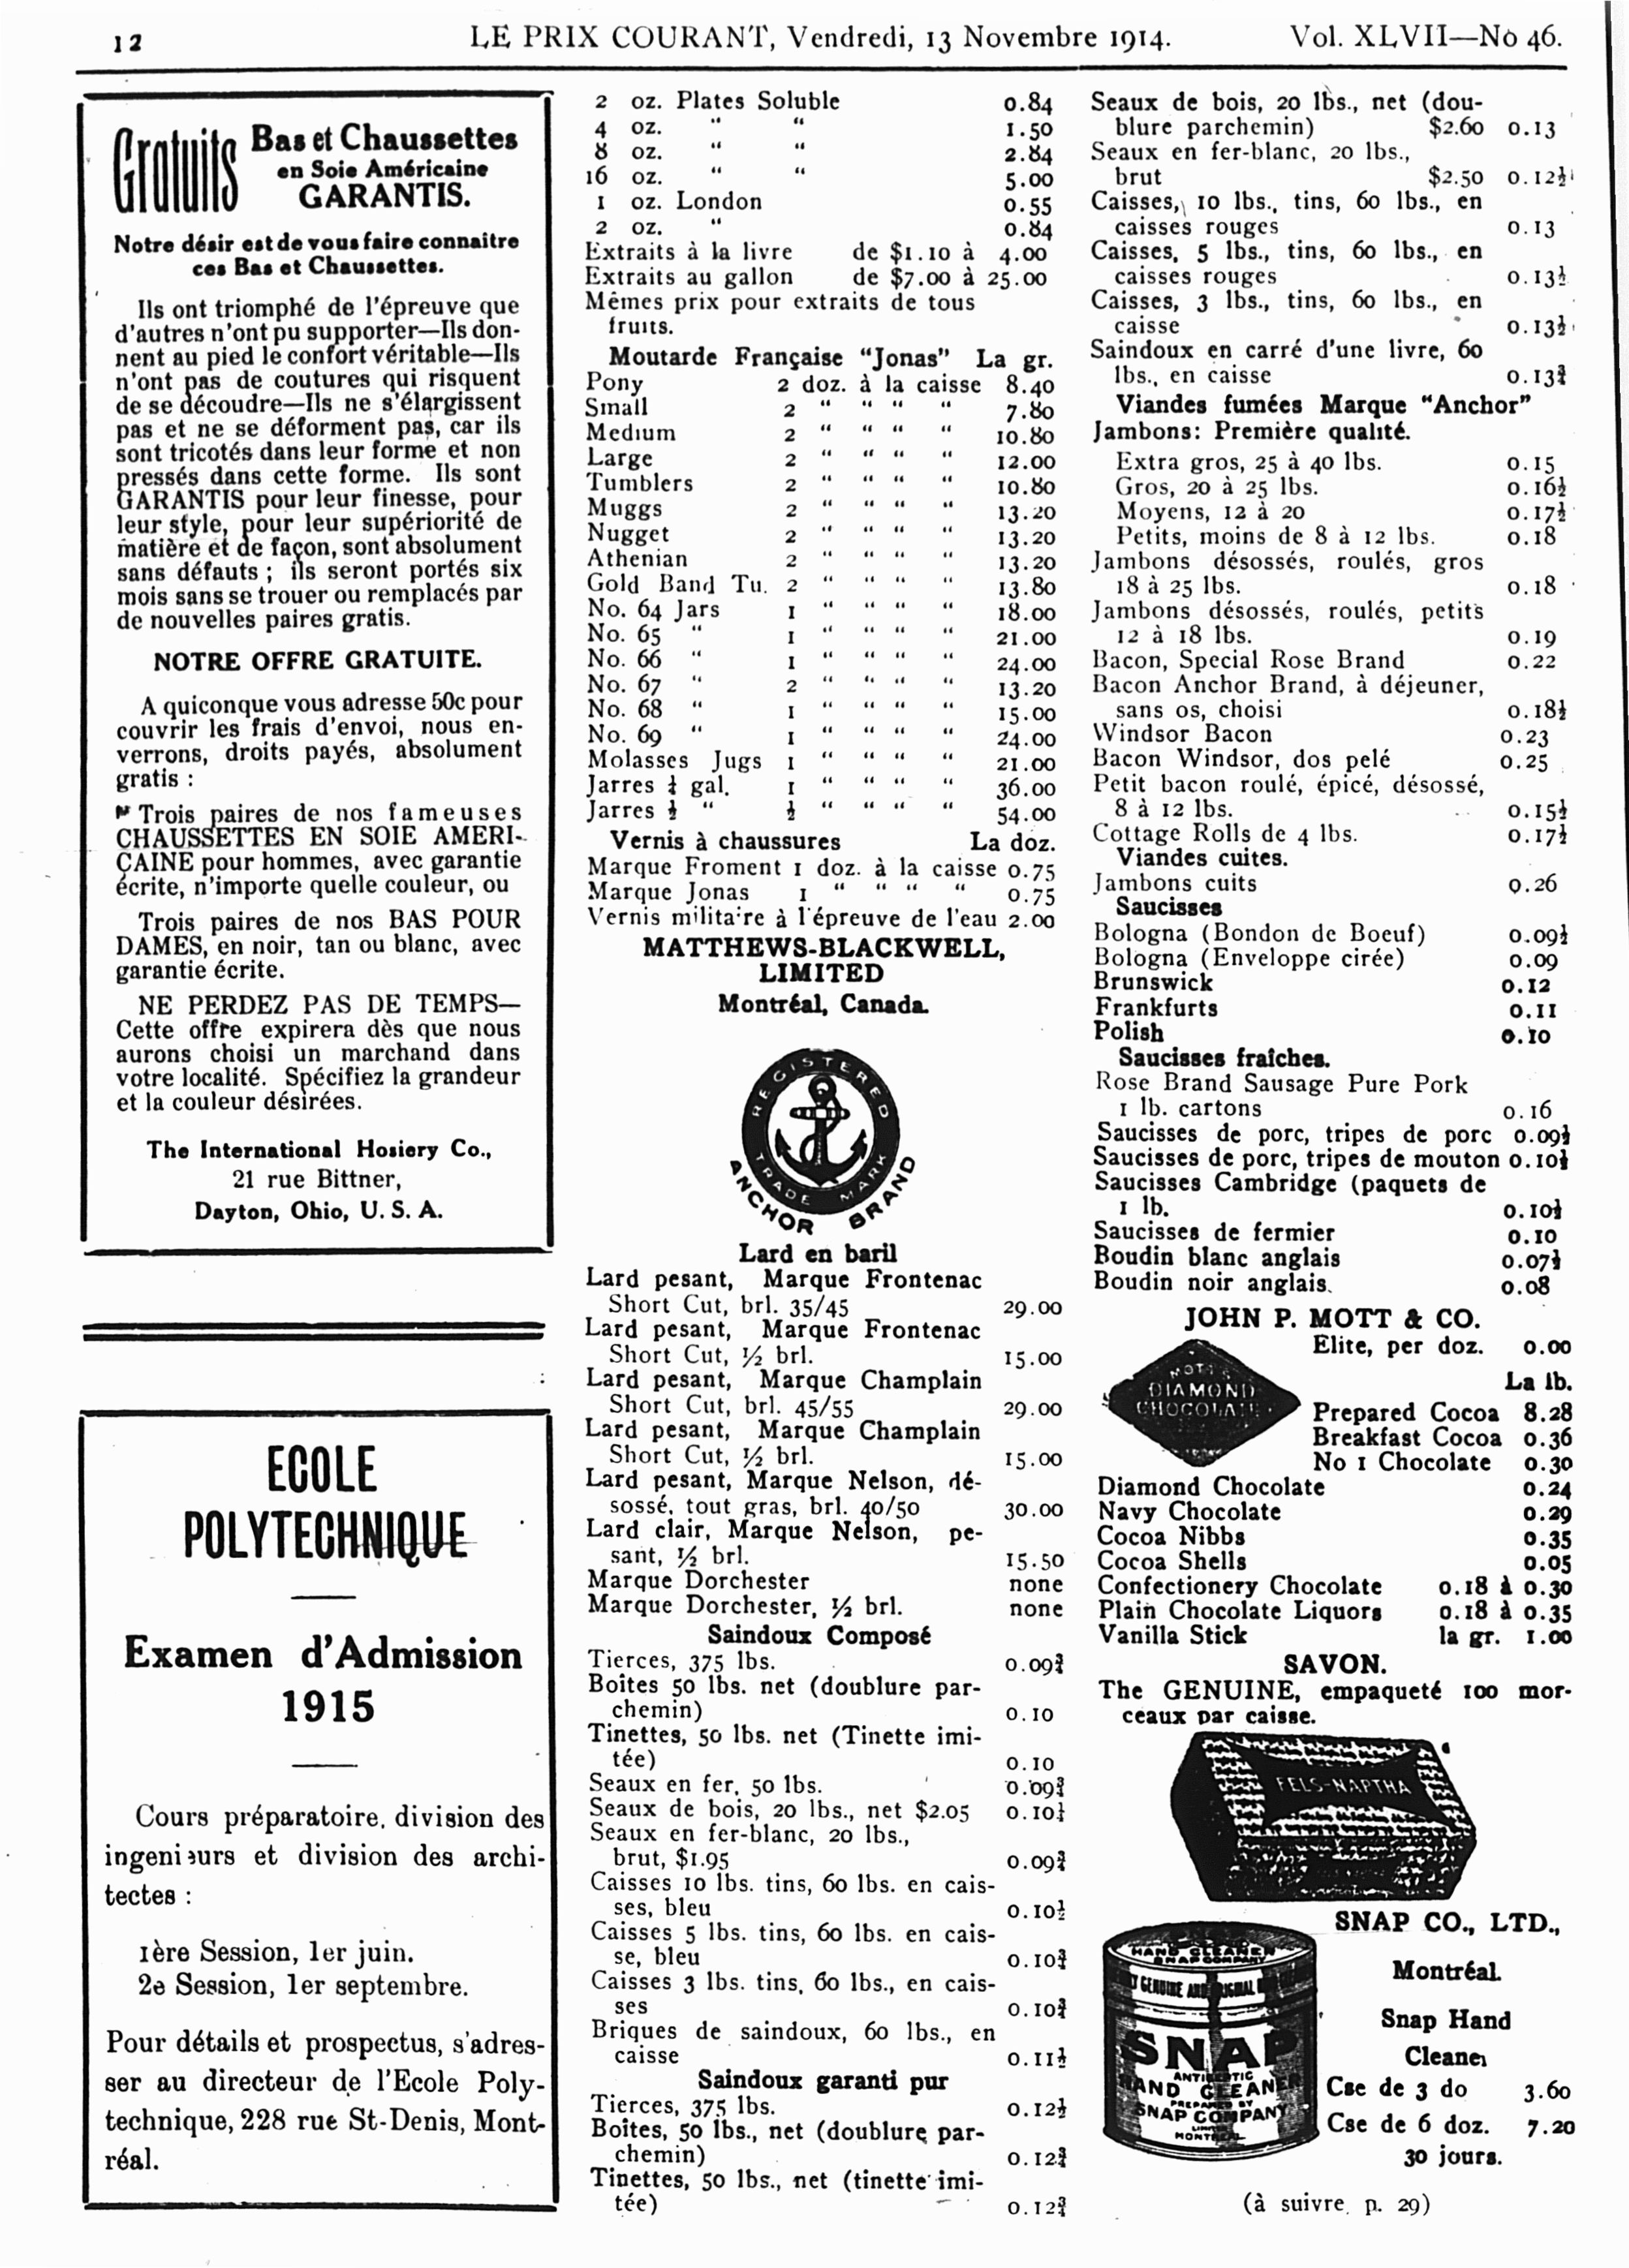 12
LE PRIX COURANT, Vendredi, 13 Novembre 1914.
Vol. XLVII—No 46.
Gratuits
Bas et Chaussettes
en Soie Américaine
GARANTIS.
Notre désir est de vous faire connaitre
ces Bas et Chaussettes.
Ils ont triomphé de l'épreuve que
d'autres n'ont pu supporter—Ils don-
nent au pied le confort véritable—Ils
n'ont pas de coutures qui risquent
de se découdre—Ils ne s'élargissent
pas et ne se déforment pas, car ils
sont tricotés dans leur forme et non
pressés dans cette forme. Ils sont
GARANTIS pour leur finesse, pour
leur style, pour leur supériorité de
matière et de façon, sont absolument
sans défauts ; ils seront portés six
mois sans se trouer ou remplacés par
de nouvelles paires gratis.
NOTRE OFFRE GRATUITE.
A quiconque vous adresse 50c pour
couvrir les frais d'envoi, nous en-
verrons, droits payés, absolument
gratis :
Trois paires de nos fameuses
CHAUSSETTES EN SOIE AMERI-
CAINE pour hommes, avec garantie
écrite, n'importe quelle couleur, ou
Trois paires de nos BAS POUR
DAMES, en noir, tan ou blanc, avec
garantie écrite.
NE PERDEZ PAS DE TEMPS—
Cette offre expirera dès que nous
aurons choisi un marchand dans
votre localité. Spécifiez la grandeur
et la couleur désirées.
The International Hosiery Co.,
21 rue Bittner,
Dayton, Ohio, U. S. A.
ECOLE
POLYTECHNIQUE
Examen d'Admission
1915
Cours préparatoire, division des
ingenieurs et division des archi-
tectes :
1ère Session, 1er juin.
2e Session, 1er septembre.
Pour détails et prospectus, s'adres-
ser au directeur de l'Ecole Poly-
technique, 228 rue St-Denis, Mont-
réal.
2 oz. Plates Soluble 0.84
4 oz. " " 1.50
8 oz. " " 2.84
16 oz. " " 5.00
1 oz. London 0.55
2 oz. " 0.84
Extraits à la livre de $1.10 à 4.00
Extraits au gallon de $7.00 à 25.00
Mêmes prix pour extraits de tous
fruits.
Moutarde Française "Jonas" La gr.
Pony 2 doz. à la caisse 8.40
Small 2 " " " " 7.80
Medium 2 " " " " 10.80
Large 2 " " " " 12.00
Tumblers 2 " " " " 10.80
Muggs 2 " " " " 13.20
Nugget 2 " " " " 13.20
Athenian 2 " " " " 13.20
Gold Band Tu. 2 " " " " 13.80
No. 64 Jars 1 " " " " 18.00
No. 65 " 1 " " " " 21.00
No. 66 " 1 " " " " 24.00
No. 67 " 2 " " " " 13.20
No. 68 " 1 " " " " 15.00
No. 69 " 1 " " " " 24.00
Molasses Jugs 1 " " " " 21.00
Jarres ¼ gal. 1 " " " " 36.00
Jarres ½ " ½ " " " " 54.00
Vernis à chaussures La doz.
Marque Froment 1 doz. à la caisse 0.75
Marque Jonas 1 " " " " 0.75
Vernis militaire à l'épreuve de l'eau 2.00
MATTHEWS-BLACKWELL,
LIMITED
Montréal, Canada.
REGISTERED
TRADE MARK
ANCHOR BRAND
Lard en baril
Lard pesant, Marque Frontenac
Short Cut, brl. 35/45 29.00
Lard pesant, Marque Frontenac
Short Cut, ½ brl. 15.00
Lard pesant, Marque Champlain
Short Cut, brl. 45/55 29.00
Lard pesant, Marque Champlain
Short Cut, ½ brl. 15.00
Lard pesant, Marque Nelson, dé-
sossé, tout gras, brl. 40/50 30.00
Lard clair, Marque Nelson, pe-
sant, ½ brl. 15.50
Marque Dorchester none
Marque Dorchester, ½ brl. none
Saindoux Composé
Tierces, 375 lbs. 0.09¾
Boîtes 50 lbs. net (doublure par-
chemin) 0.10
Tinettes, 50 lbs. net (Tinette imi-
tée) 0.10
Seaux en fer, 50 lbs. 0.09¾
Seaux de bois, 20 lbs., net $2.05 0.10¼
Seaux en fer-blanc, 20 lbs.,
brut, $1.95 0.09¾
Caisses 10 lbs. tins, 60 lbs. en cais-
ses, bleu 0.10½
Caisses 5 lbs. tins, 60 lbs. en cais-
se, bleu 0.10¾
Caisses 3 lbs. tins, 60 lbs., en cais-
ses 0.10¾
Briques de saindoux, 60 lbs., en
caisse 0.11½
Saindoux garanti pur
Tierces, 375 lbs. 0.12½
Boîtes, 50 lbs., net (doublure par-
chemin) 0.12¾
Tinettes, 50 lbs., net (tinette imi-
tée) 0.12¾
Seaux de bois, 20 lbs., net (dou-
blure parchemin) $2.60 0.13
Seaux en fer-blanc, 20 lbs.,
brut $2.50 0.12½
Caisses, 10 lbs., tins, 60 lbs., en
caisses rouges 0.13
Caisses, 5 lbs., tins, 60 lbs., en
caisses rouges 0.13½
Caisses, 3 lbs., tins, 60 lbs., en
caisse 0.13½
Saindoux en carré d'une livre, 60
lbs., en caisse 0.13¾
Viandes fumées Marque "Anchor"
Jambons: Première qualité.
Extra gros, 25 à 40 lbs. 0.15
Gros, 20 à 25 lbs. 0.16½
Moyens, 12 à 20 0.17½
Petits, moins de 8 à 12 lbs. 0.18
Jambons désossés, roulés, gros
18 à 25 lbs. 0.18
Jambons désossés, roulés, petits
12 à 18 lbs. 0.19
Bacon, Special Rose Brand 0.22
Bacon Anchor Brand, à déjeuner,
sans os, choisi 0.18½
Windsor Bacon 0.23
Bacon Windsor, dos pelé 0.25
Petit bacon roulé, épicé, désossé,
8 à 12 lbs. 0.15½
Cottage Rolls de 4 lbs. 0.17½
Viandes cuites.
Jambons cuits 0.26
Saucisses
Bologna (Bondon de Boeuf) 0.09½
Bologna (Enveloppe cirée) 0.09
Brunswick 0.12
Frankfurts 0.11
Polish 0.10
Saucisses fraîches.
Rose Brand Sausage Pure Pork
1 lb. cartons 0.16
Saucisses de porc, tripes de porc 0.09½
Saucisses de porc, tripes de mouton 0.10½
Saucisses Cambridge (paquets de
1 lb. 0.10½
Saucisses de fermier 0.10
Boudin blanc anglais 0.07½
Boudin noir anglais. 0.08
JOHN P. MOTT & CO.
MOTT'S
DIAMOND
CHOCOLATE
Elite, per doz. 0.00
La lb.
Prepared Cocoa 8.28
Breakfast Cocoa 0.36
No 1 Chocolate 0.30
Diamond Chocolate 0.24
Navy Chocolate 0.29
Cocoa Nibbs 0.35
Cocoa Shells 0.05
Confectionery Chocolate 0.18 à 0.30
Plain Chocolate Liquors 0.18 à 0.35
Vanilla Stick la gr. 1.00
SAVON.
The GENUINE, empaqueté 100 mor-
ceaux par caisse.
FELS-NAPTHA
SNAP CO., LTD.,
Montréal.
Snap Hand
Cleaner
Cse de 3 do 3.60
Cse de 6 doz. 7.20
30 jours.
HAND CLEANER
SNAP COMPANY
GENUINE AND ORIGINAL
SNAP
ANTISEPTIC
HAND CLEANER
PREPARED BY
SNAP COMPANY
LIMITED
MONTREAL
(à suivre, p. 29)